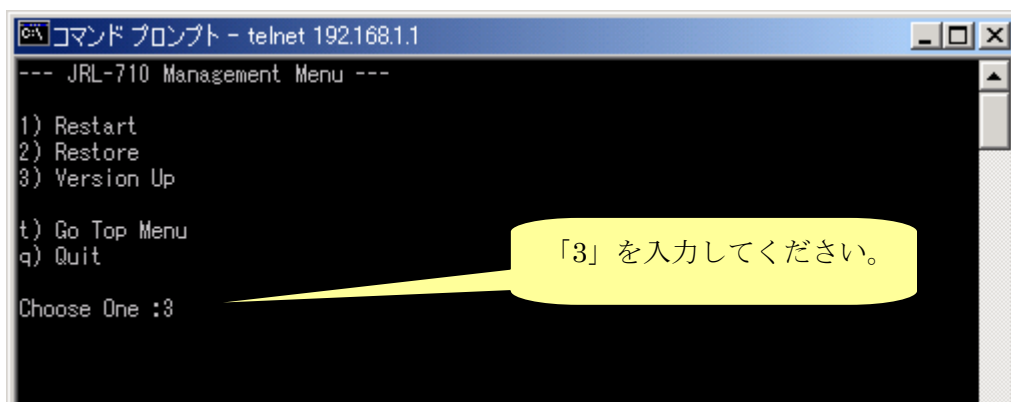 コマンド プロンプト - telnet 192.168.1.1
--- JRL-710 Management Menu ---
1) Restart
2) Restore
3) Version Up
t) Go Top Menu
q) Quit
「3」を入力してください。
Choose One :3